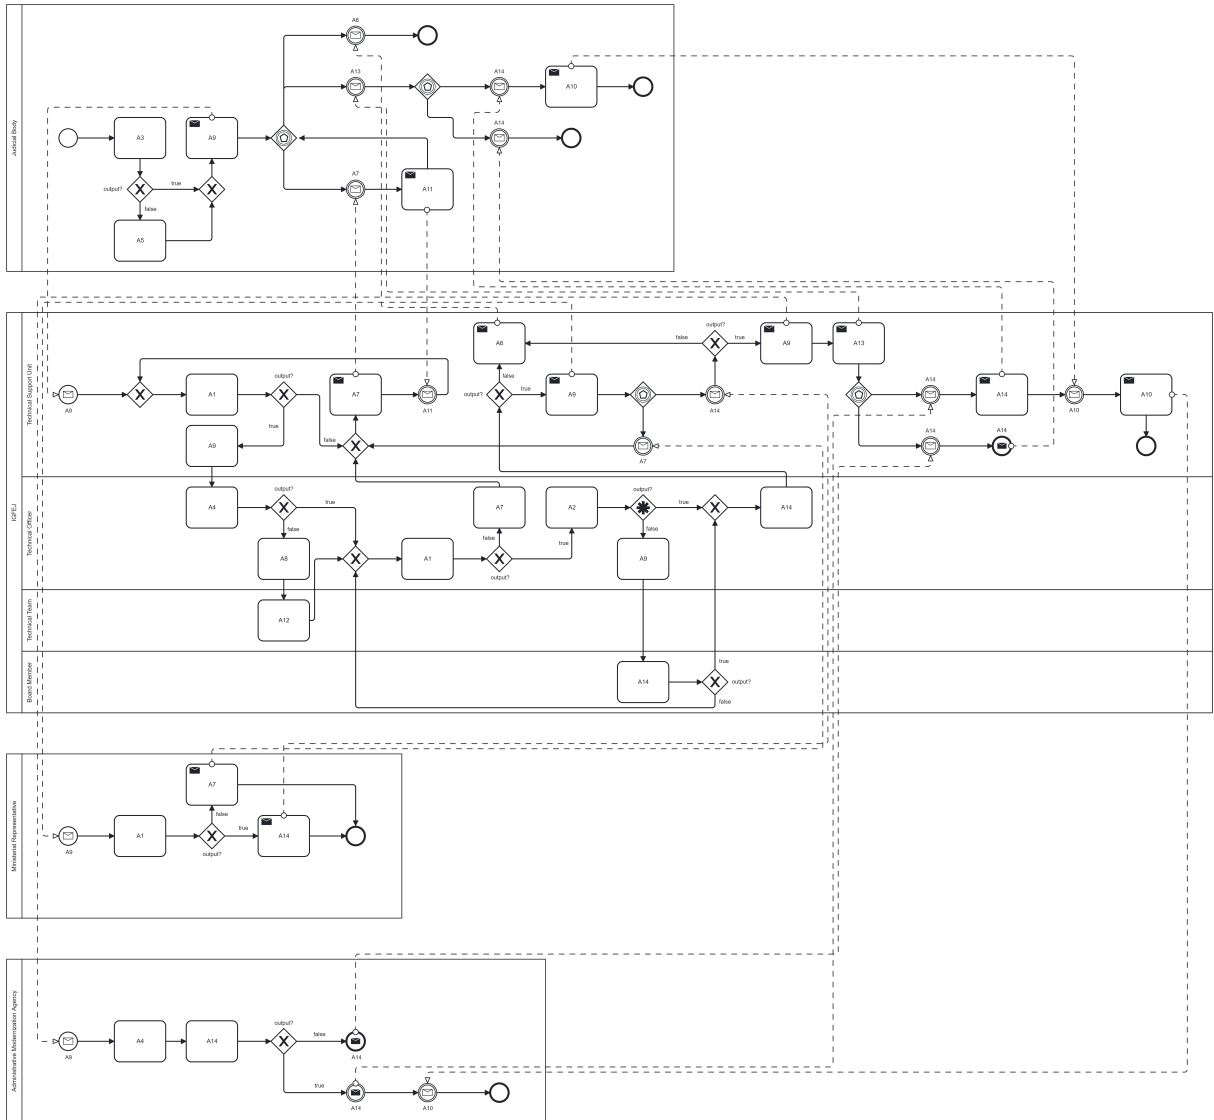 Judicial Body
A6
A13
A14
A10
A3
A9
A14
output?
true
false
A7
A11
A5
IGFEJ
Technical Support Unit
output?
A6
false
true
A9
A13
A9
A1
output?
A7
A11
output?
false
true
A9
A14
A14
A14
A10
A10
true
false
A9
A7
A14
A14
Technical Officer
A4
output?
true
false
A7
A2
output?
true
false
A14
A8
A1
false
true
output?
A9
Technical Team
A12
Board Member
A14
true
output?
false
Ministerial Representative
A7
false
A9
A1
true
output?
A14
Administrative Modernization Agency
A9
A4
A14
output?
false
A14
true
A14
A10